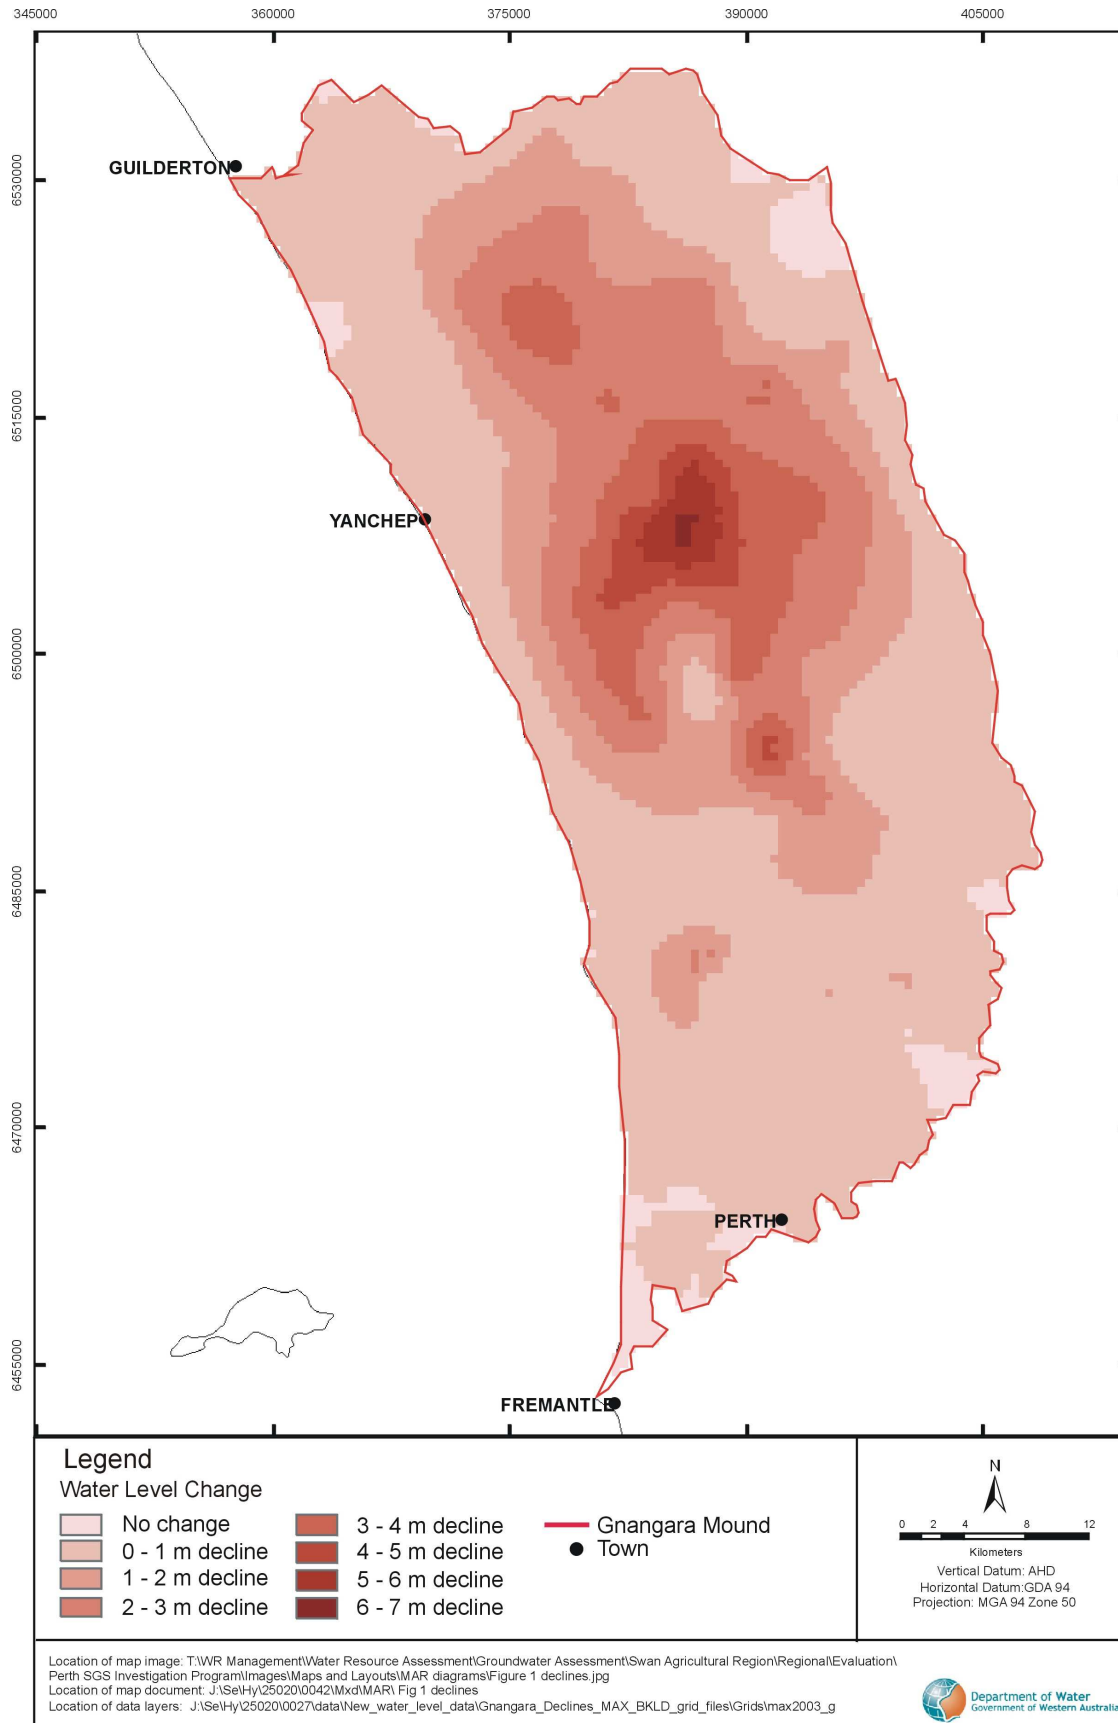 345000 360000 375000 390000 405000
6530000
6515000
6500000
6485000
6470000
6455000
GUILDERTON
YANCHEP
PERTH
FREMANTLE
Legend
Water Level Change
No change
0 - 1 m decline
1 - 2 m decline
2 - 3 m decline
3 - 4 m decline
4 - 5 m decline
5 - 6 m decline
6 - 7 m decline
Gnangara Mound
Town
N
0 2 4 8 12
Kilometers
Vertical Datum: AHD
Horizontal Datum:GDA 94
Projection: MGA 94 Zone 50
Location of map image: T:\WR Management\Water Resource Assessment\Groundwater Assessment\Swan Agricultural Region\Regional\Evaluation\
Perth SGS Investigation Program\Images\Maps and Layouts\MAR diagrams\Figure 1 declines.jpg
Location of map document: J:\Se\Hy\25020\0042\Mxd\MAR\ Fig 1 declines
Location of data layers: J:\Se\Hy\25020\0027\data\New_water_level_data\Gnangara_Declines_MAX_BKLD_grid_files\Grids\max2003_g
Department of Water
Government of Western Australia